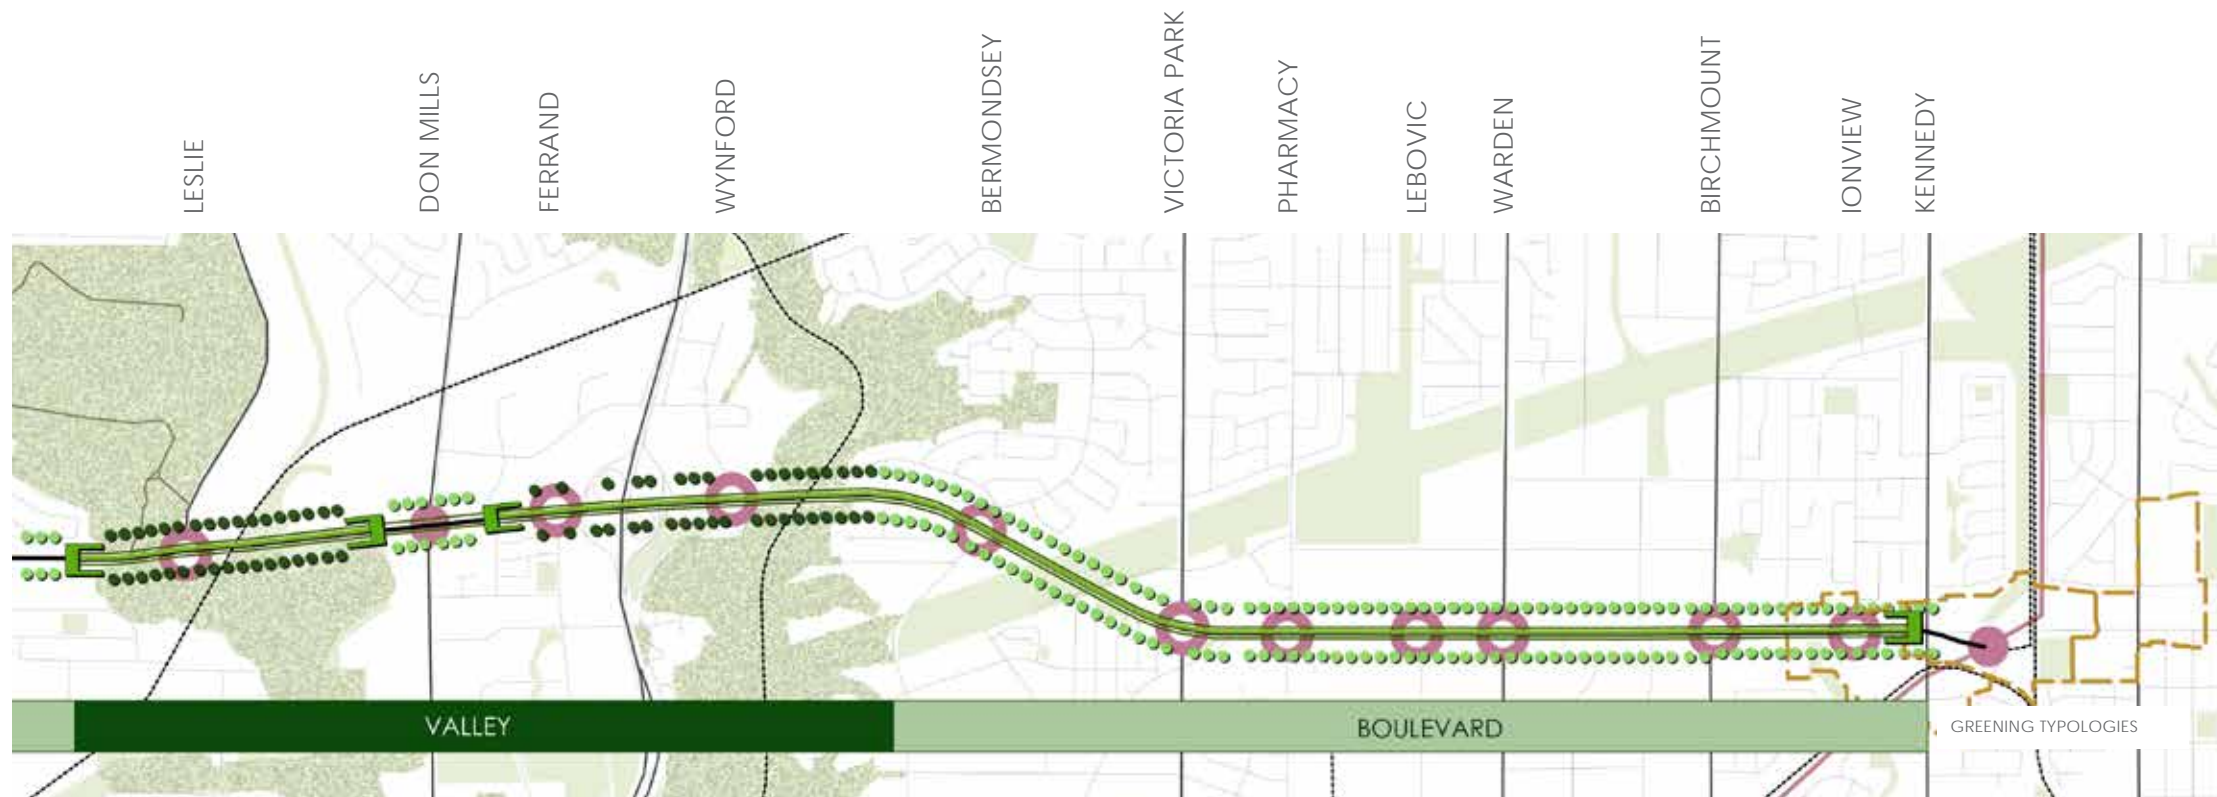 LESLIE
DON MILLS
FERRAND
WYNFORD
BERMONDSEY
VICTORIA PARK
PHARMACY
LEBOVIC
WARDEN
BIRCHMOUNT
IONVIEW
KENNEDY
VALLEY
BOULEVARD
GREENING TYPOLOGIES